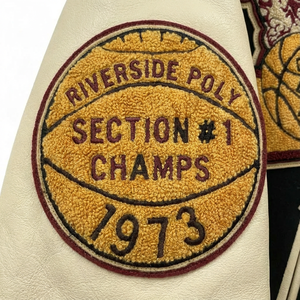 RIVERSIDE POLY
SECTION #1
CHAMPS
1973